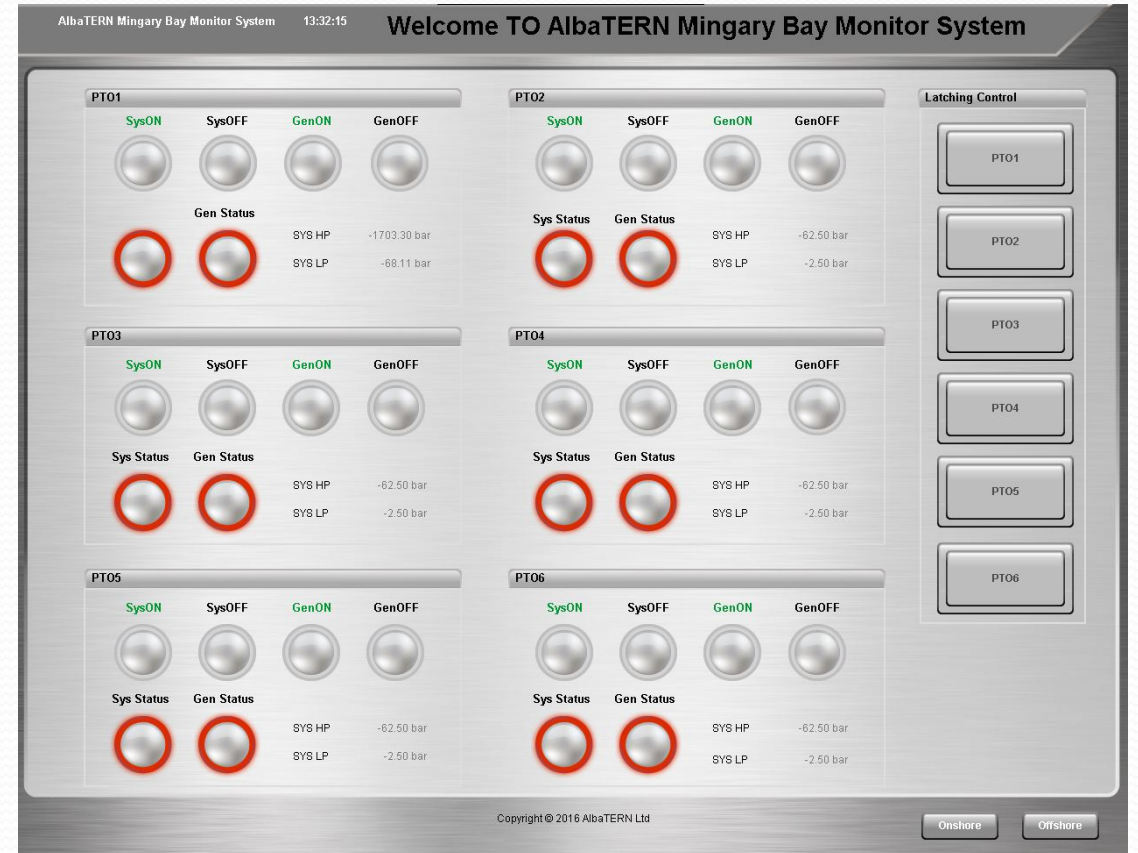 AlbaTERN Mingary Bay Monitor System 13:32:15 Welcome TO AlbaTERN Mingary Bay Monitor System
PTO1
SysON SysOFF GenON GenOFF
Gen Status
SYS HP -1703.30 bar
SYS LP -68.11 bar
PTO2
SysON SysOFF GenON GenOFF
Sys Status Gen Status
SYS HP -62.50 bar
SYS LP -2.50 bar
PTO3
SysON SysOFF GenON GenOFF
Sys Status Gen Status
SYS HP -62.50 bar
SYS LP -2.50 bar
PTO4
SysON SysOFF GenON GenOFF
Sys Status Gen Status
SYS HP -62.50 bar
SYS LP -2.50 bar
PTO5
SysON SysOFF GenON GenOFF
Sys Status Gen Status
SYS HP -62.50 bar
SYS LP -2.50 bar
PTO6
SysON SysOFF GenON GenOFF
Sys Status Gen Status
SYS HP -62.50 bar
SYS LP -2.50 bar
Latching Control
PTO1
PTO2
PTO3
PTO4
PTO5
PTO6
Copyright © 2016 AlbaTERN Ltd
Onshore Offshore